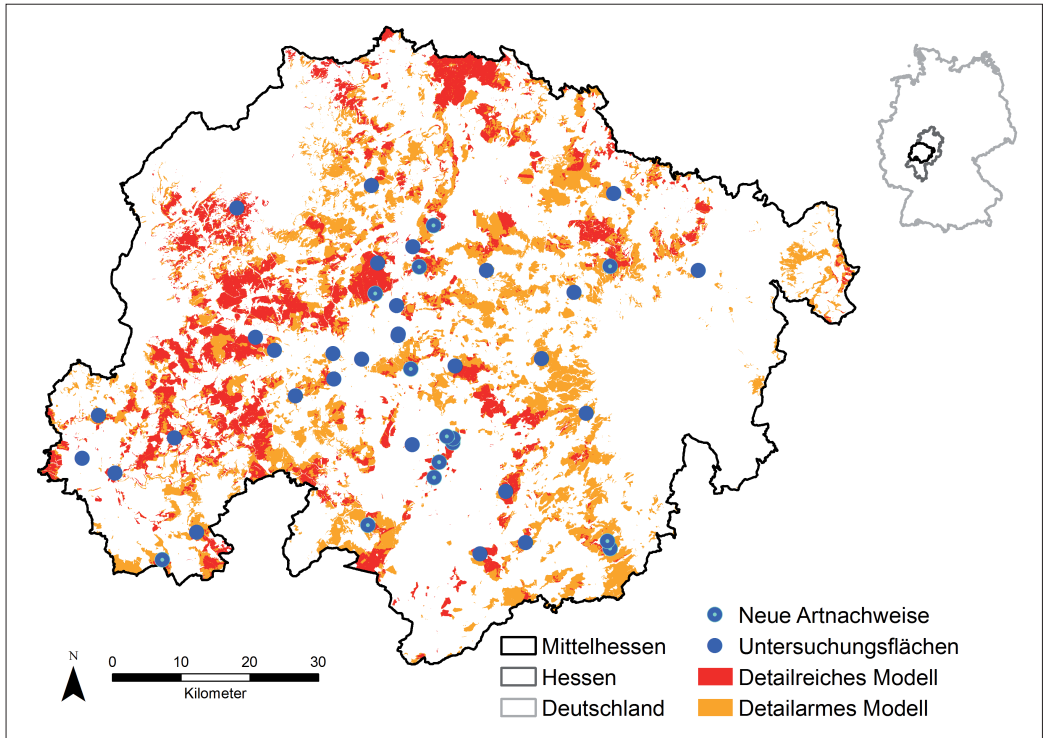 Neue Artnachweise
Mittelhessen
Untersuchungsflächen
Hessen
Detailreiches Modell
Deutschland
Detailarmes Modell
N
0 10 20 30
Kilometer